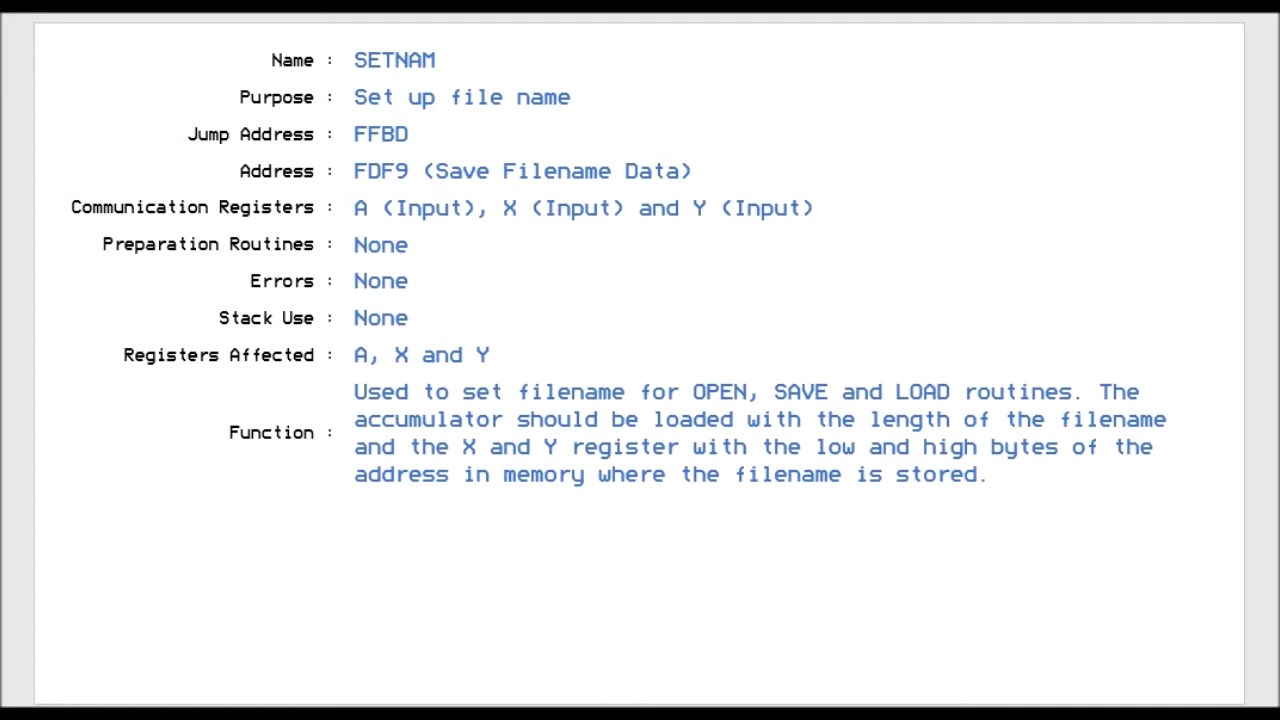 Name : SETNAM
Purpose : Set up file name
Jump Address : FFBD
Address : FDF9 (Save Filename Data)
Communication Registers : A (Input), X (Input) and Y (Input)
Preparation Routines : None
Errors : None
Stack Use : None
Registers Affected : A, X and Y
Function : Used to set filename for OPEN, SAVE and LOAD routines. The
accumulator should be loaded with the length of the filename
and the X and Y register with the low and high bytes of the
address in memory where the filename is stored.